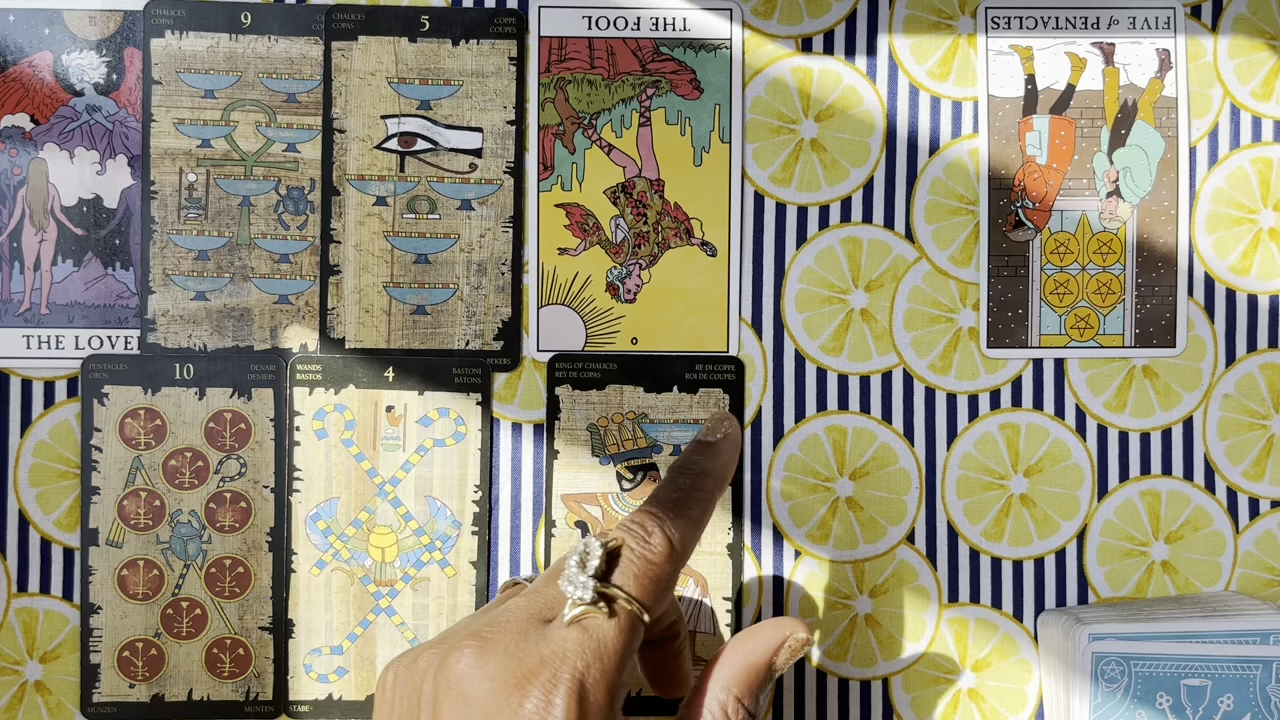 CHALICES
COPAS
9
CHALICES
COPAS
5
COPPE
COUPES
BEKERS
THE FOOL
0
FIVE of PENTACLES
THE LOVE
PENTACLES
OROS
10
DENARI
DENIERS
MÜNZEN
MUNTEN
WANDS
BASTOS
4
BASTONI
BÂTONS
STÄBE
KING OF CHALICES
REY DE COPAS
RE DI COPPE
ROI DE COUPES